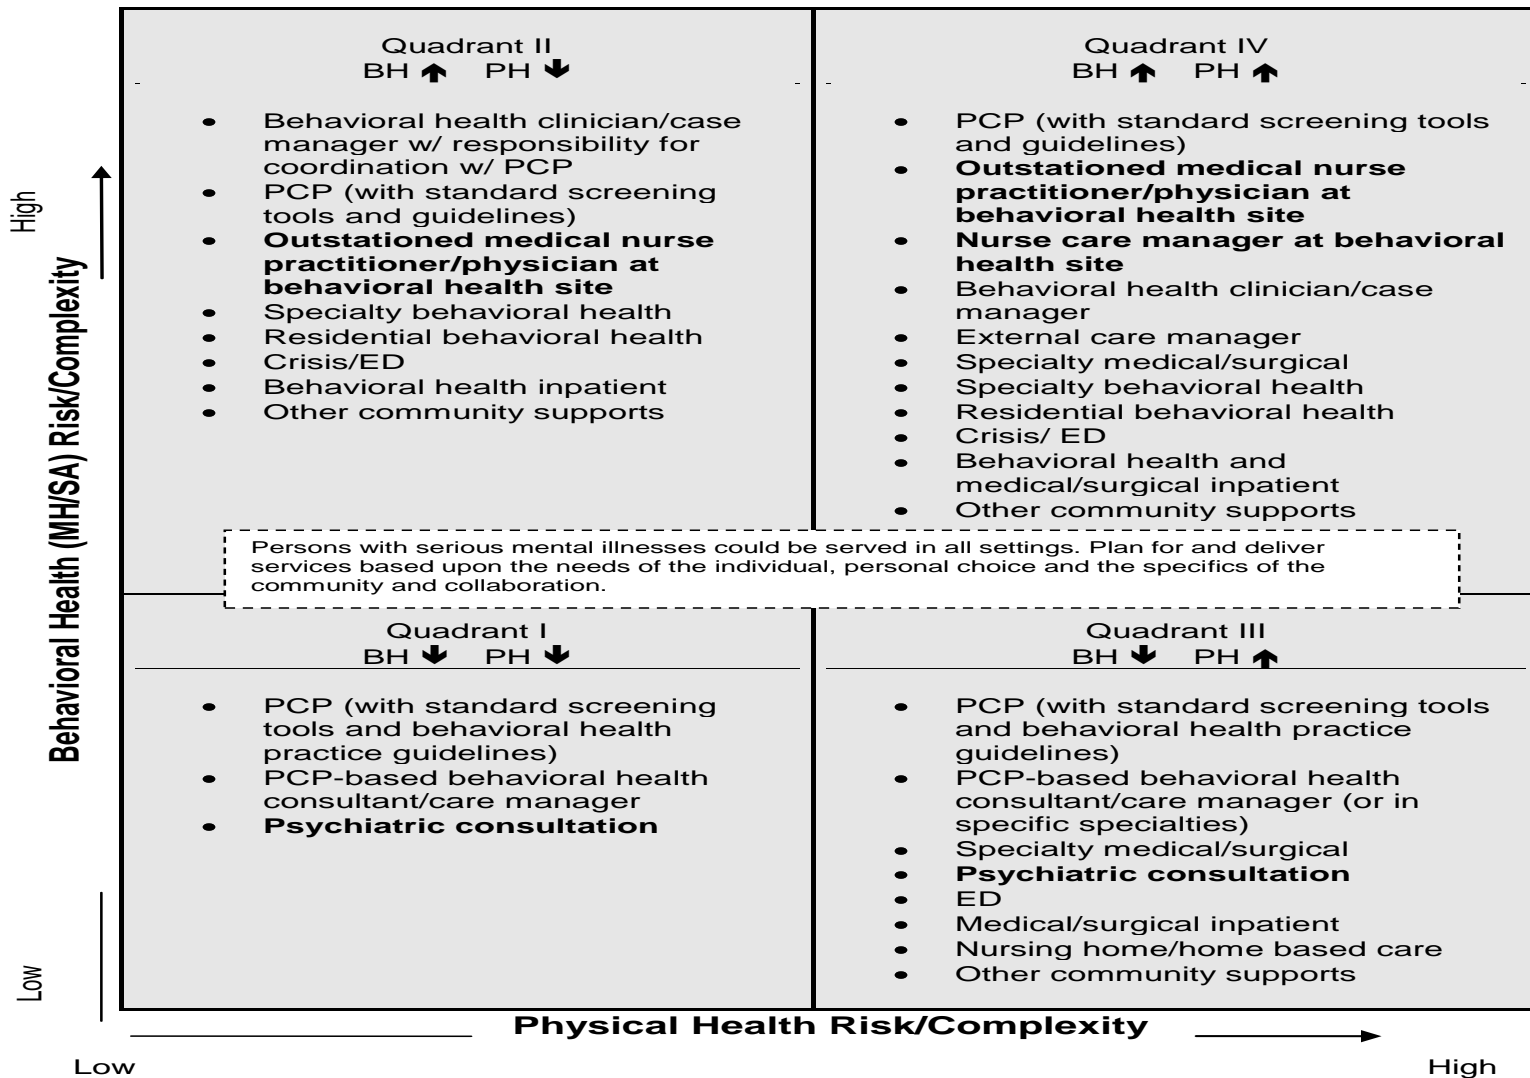 Quadrant II
BH 🡅 PH 🡇
• Behavioral health clinician/case
manager w/ responsibility for
coordination w/ PCP
• PCP (with standard screening
tools and guidelines)
• Outstationed medical nurse
practitioner/physician at
behavioral health site
• Specialty behavioral health
• Residential behavioral health
• Crisis/ED
• Behavioral health inpatient
• Other community supports
Quadrant IV
BH 🡅 PH 🡅
• PCP (with standard screening tools
and guidelines)
• Outstationed medical nurse
practitioner/physician at
behavioral health site
• Nurse care manager at behavioral
health site
• Behavioral health clinician/case
manager
• External care manager
• Specialty medical/surgical
• Specialty behavioral health
• Residential behavioral health
• Crisis/ ED
• Behavioral health and
medical/surgical inpatient
• Other community supports
Persons with serious mental illnesses could be served in all settings. Plan for and deliver
services based upon the needs of the individual, personal choice and the specifics of the
community and collaboration.
Quadrant I
BH 🡇 PH 🡇
• PCP (with standard screening
tools and behavioral health
practice guidelines)
• PCP-based behavioral health
consultant/care manager
• Psychiatric consultation
Quadrant III
BH 🡇 PH 🡅
• PCP (with standard screening tools
and behavioral health practice
guidelines)
• PCP-based behavioral health
consultant/care manager (or in
specific specialties)
• Specialty medical/surgical
• Psychiatric consultation
• ED
• Medical/surgical inpatient
• Nursing home/home based care
• Other community supports
High
Behavioral Health (MH/SA) Risk/Complexity
Low
Physical Health Risk/Complexity
Low
High